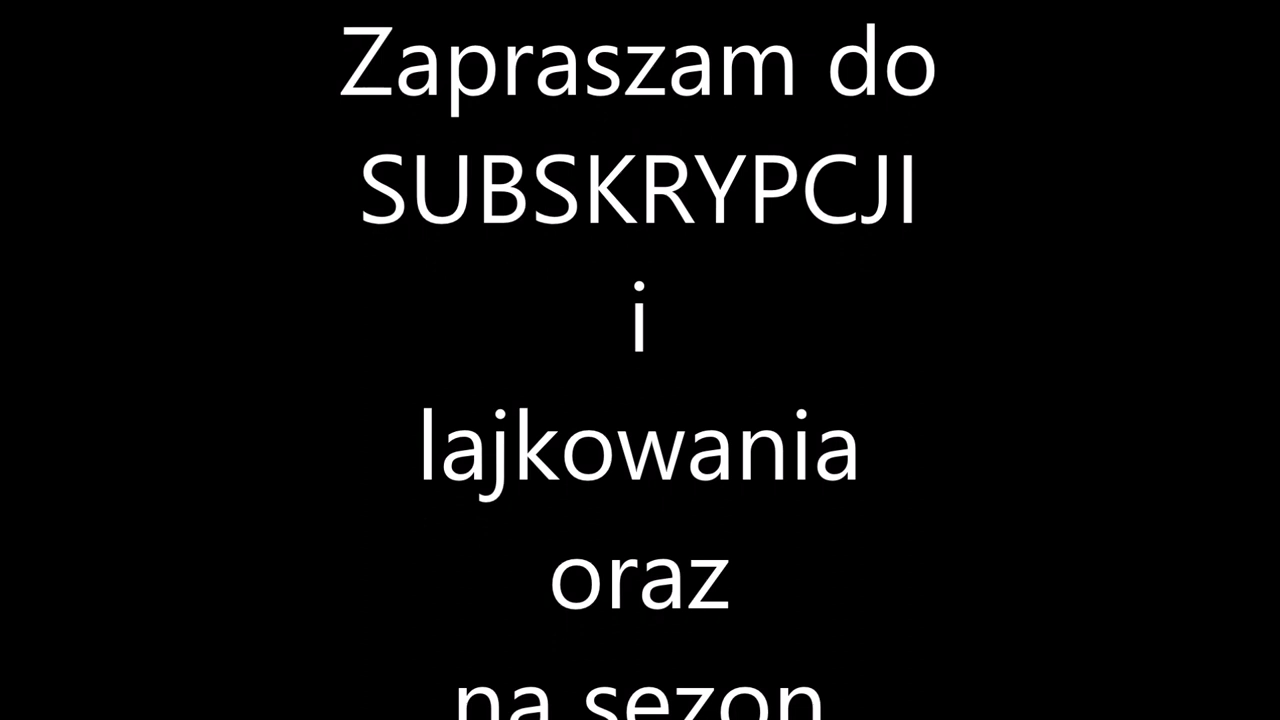 Zapraszam do
SUBSKRYPCJI
i
lajkowania
oraz
na sezon